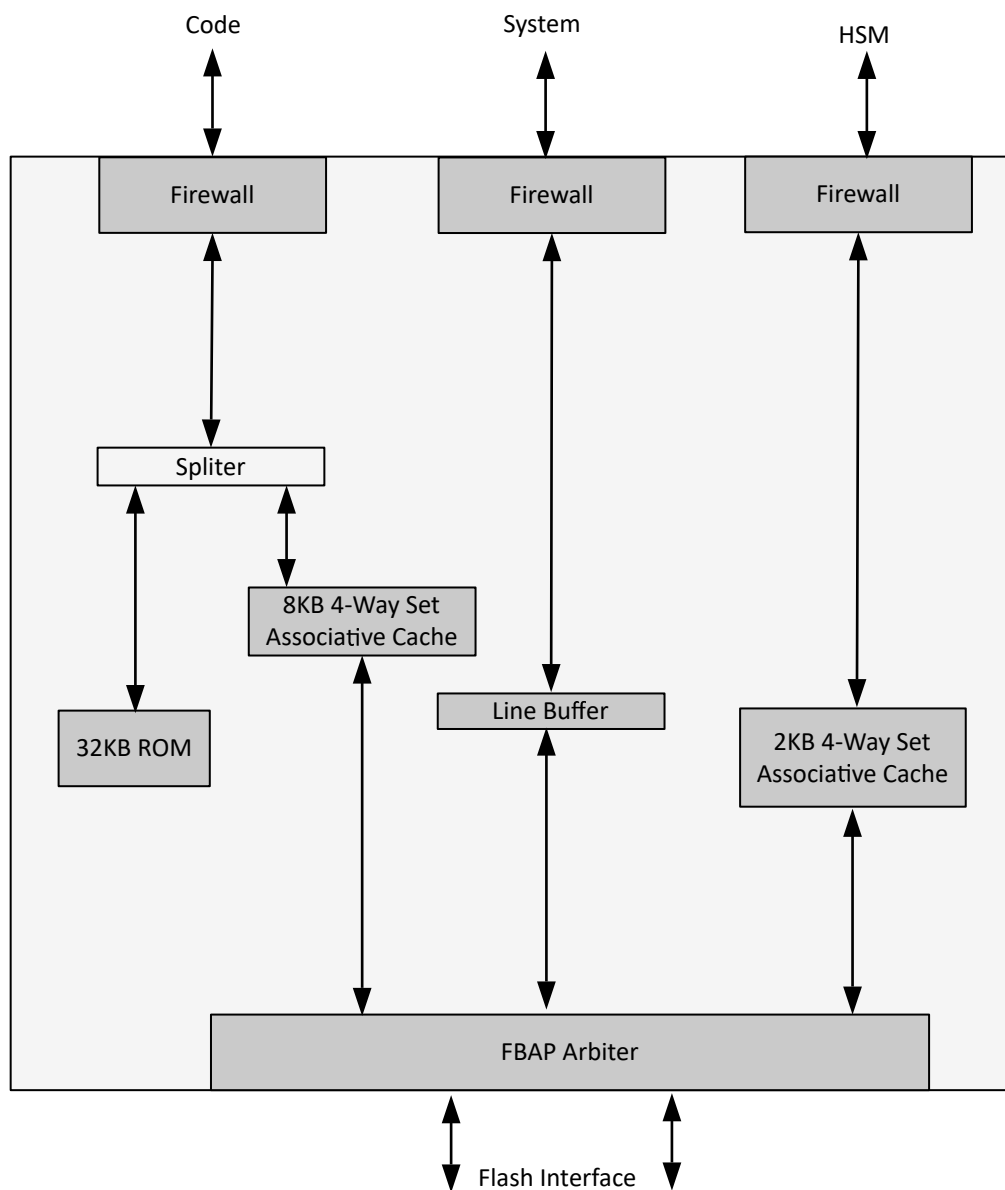 Code
System
HSM
Firewall
Firewall
Firewall
Spliter
8KB 4-Way Set
Associative Cache
Line Buffer
32KB ROM
2KB 4-Way Set
Associative Cache
FBAP Arbiter
Flash Interface